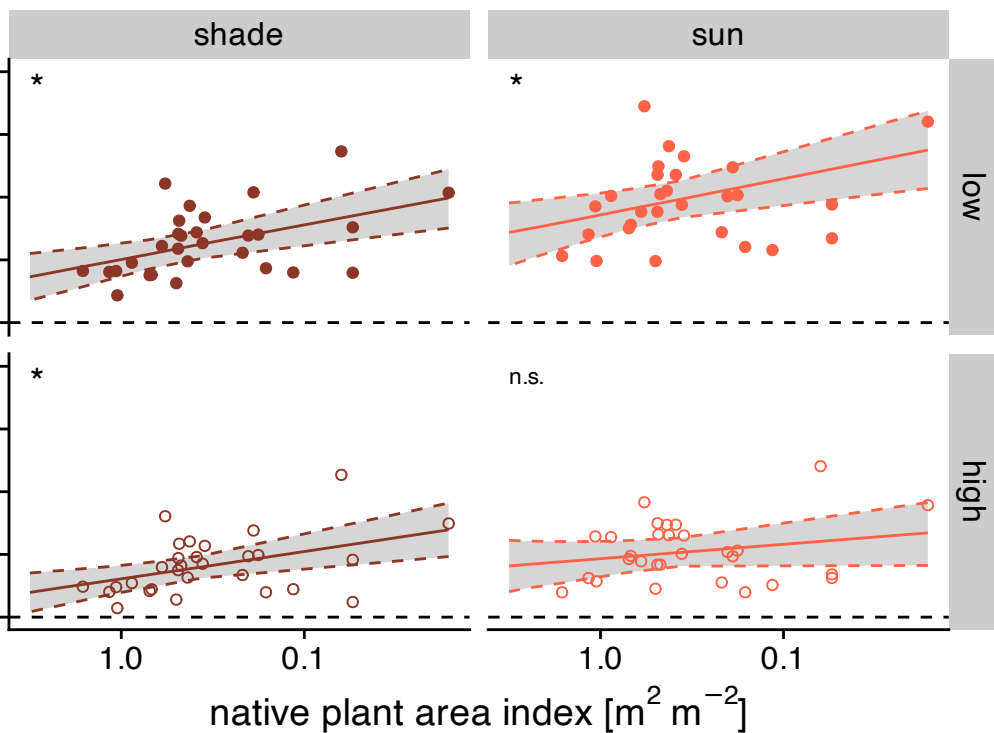 shade
sun
*
*
low
*
n.s.
high
1.0
0.1
1.0
0.1
native plant area index [m² m⁻²]